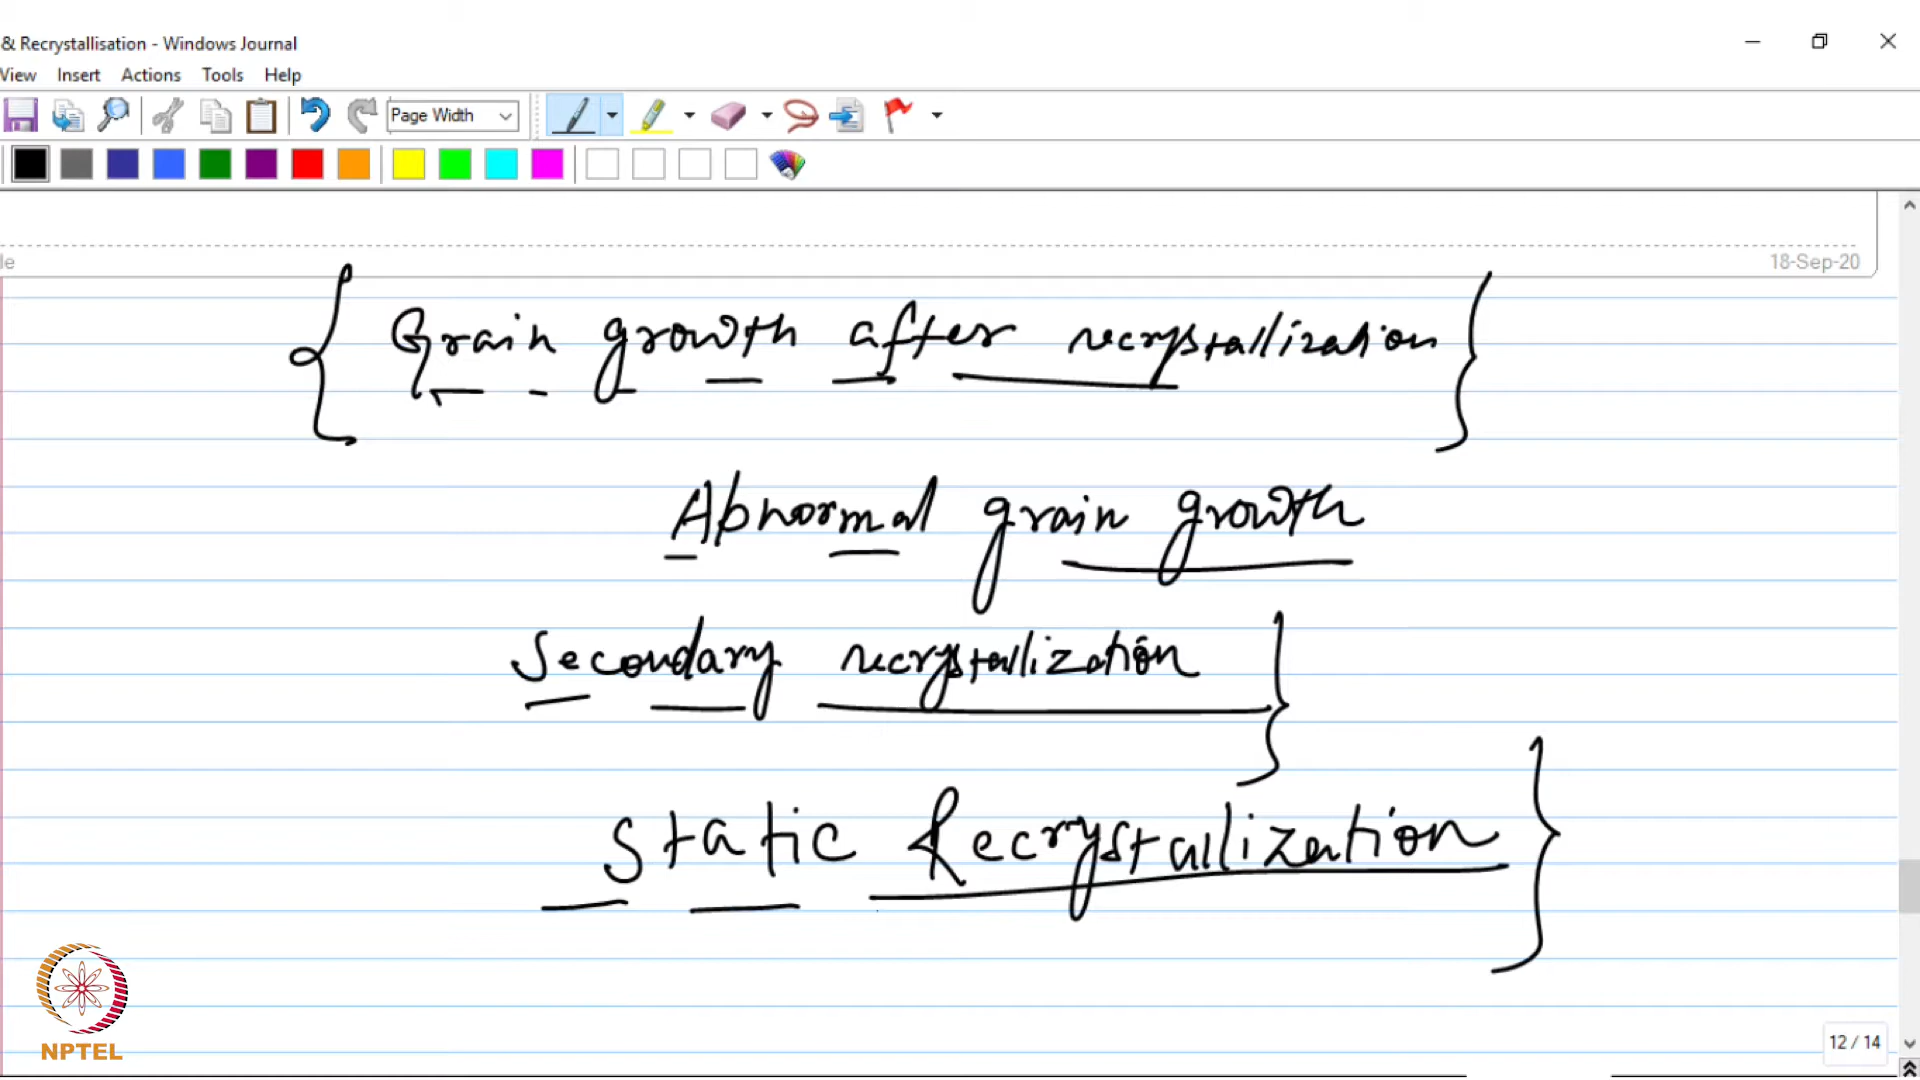 & Recrystallisation - Windows Journal
View Insert Actions Tools Help
Page Width
le
18-Sep-20
Grain growth after recrystallization
Abnormal grain growth
Secondary recrystallization
Static Recrystallization
NPTEL
12 / 14